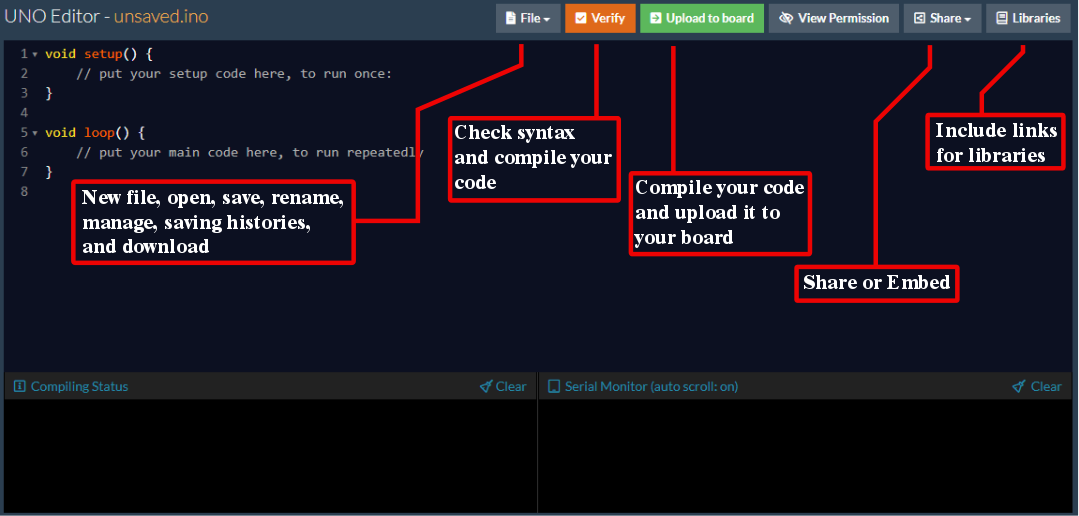 UNO Editor - unsaved.ino
File
Verify
Upload to board
View Permission
Share
Libraries
1 void setup() {
2 // put your setup code here, to run once:
3 }
4
5 void loop() {
6 // put your main code here, to run repeatedly
7 }
8
New file, open, save, rename,
manage, saving histories,
and download
Check syntax
and compile your
code
Compile your code
and upload it to
your board
Share or Embed
Include links
for libraries
Compiling Status
Clear
Serial Monitor (auto scroll: on)
Clear